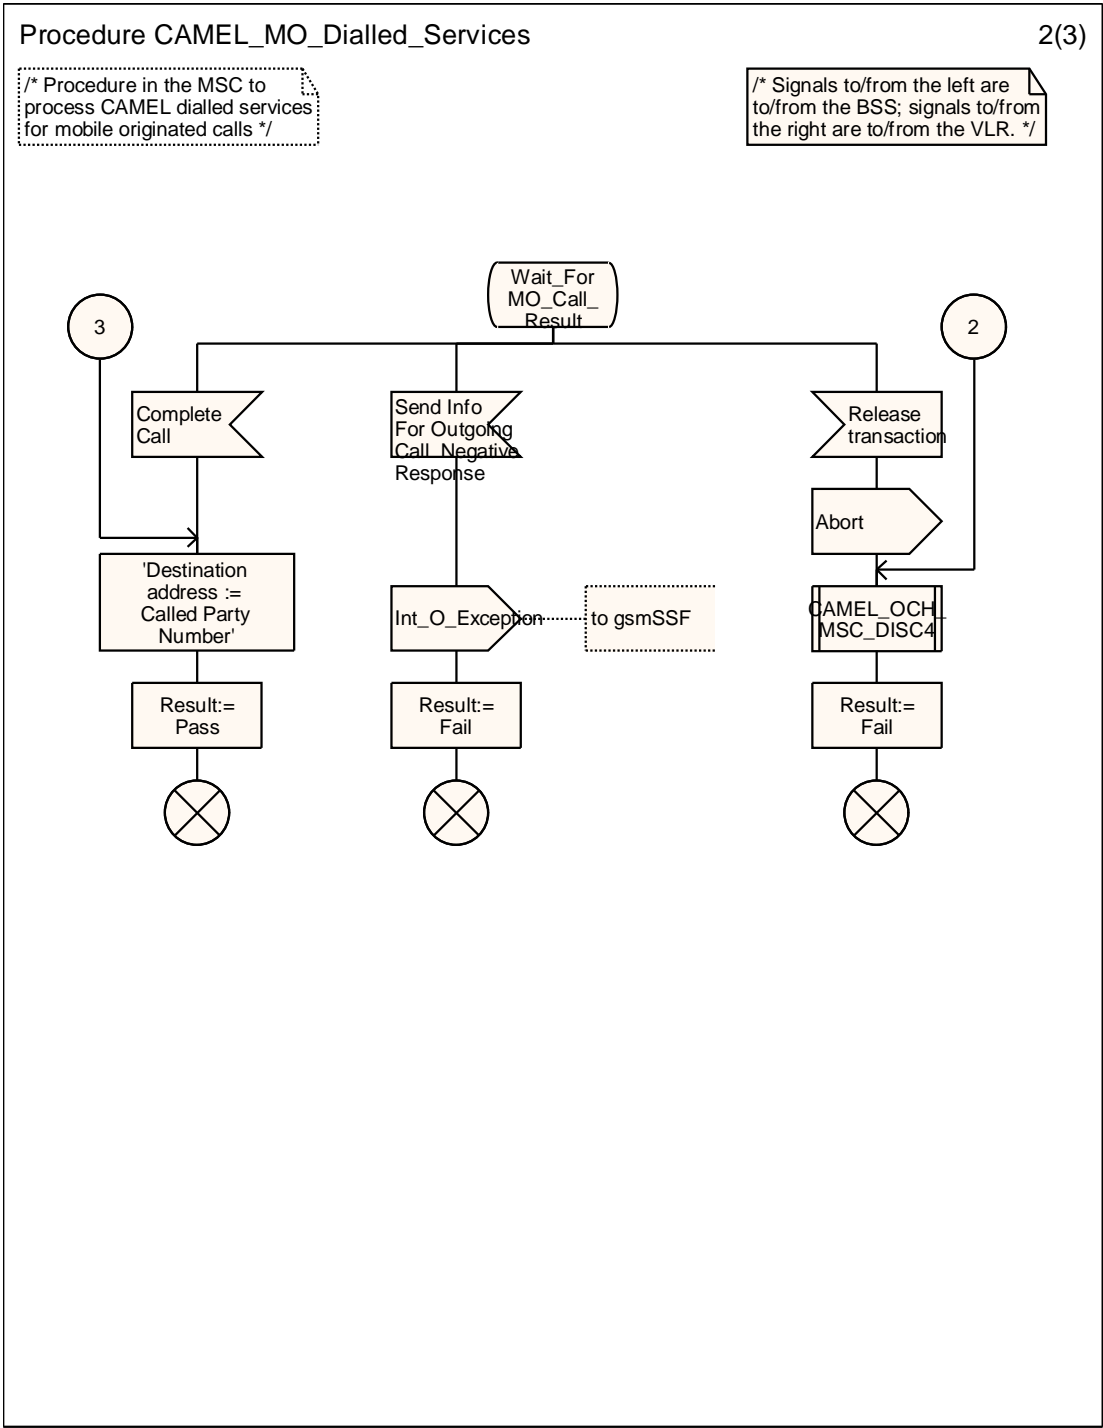 Procedure CAMEL_MO_Dialled_Services
2(3)
/* Procedure in the MSC to
process CAMEL dialled services
for mobile originated calls */
/* Signals to/from the left are
to/from the BSS; signals to/from
the right are to/from the VLR. */
Wait_For
MO_Call_
Result
3
2
Complete
Call
Send Info
For Outgoing
Call Negative
Response
Release
transaction
Abort
'Destination
address :=
Called Party
Number'
Int_O_Exception
to gsmSSF
CAMEL_OCH_
MSC_DISC4
Result:=
Pass
Result:=
Fail
Result:=
Fail